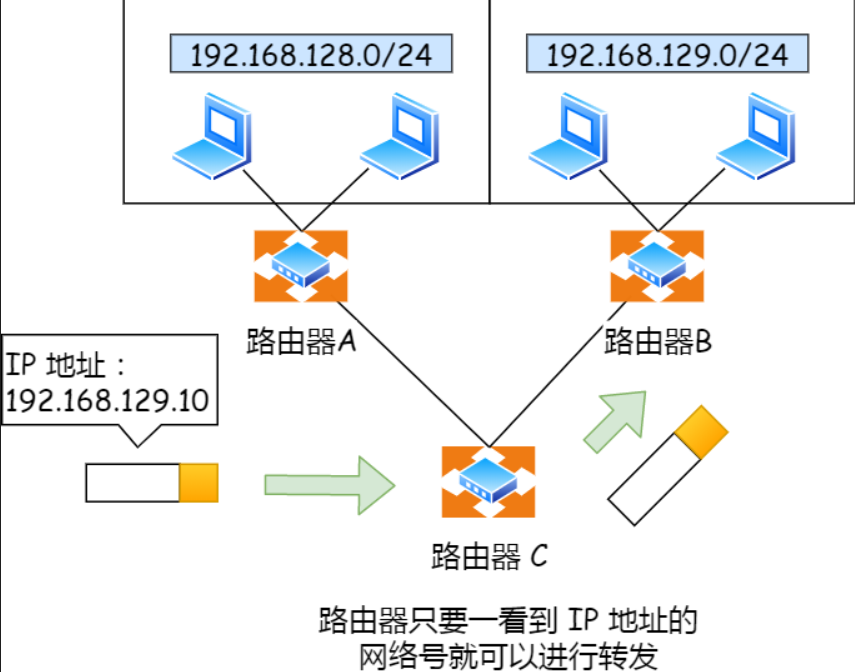 192.168.128.0/24
192.168.129.0/24
路由器A
路由器B
IP 地址：
192.168.129.10
路由器 C
路由器只要一看到 IP 地址的
网络号就可以进行转发